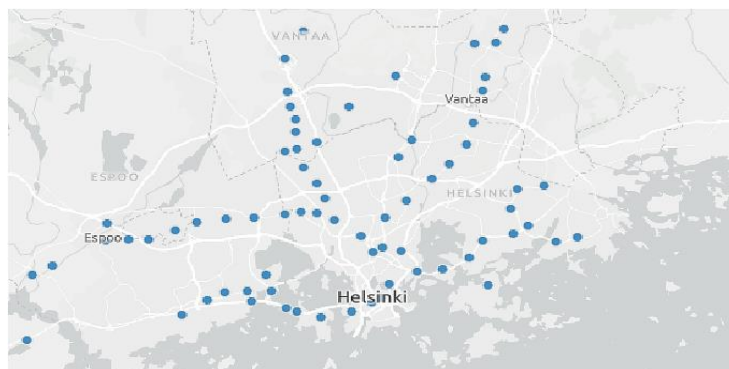 VANTAA
Vantaa
ESPOO
HELSINKI
Espoo
Helsinki